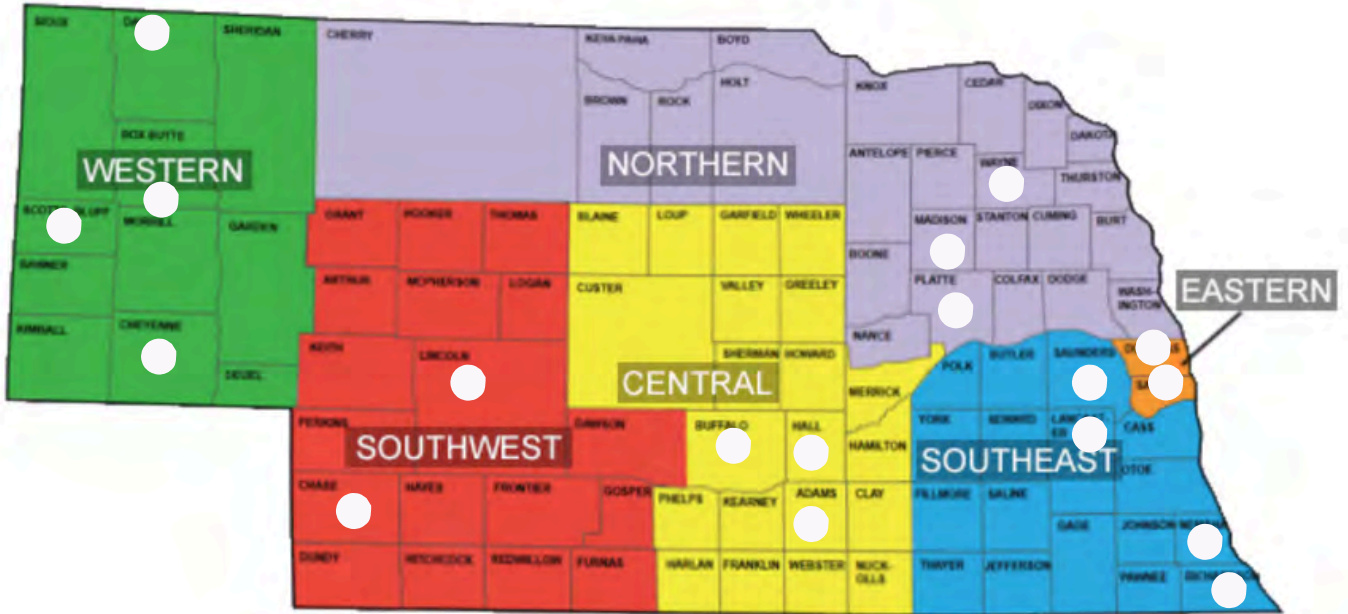 SIOUX
SHERIDAN
CHERRY
KEYA PAHA
BOYD
HOLT
KNOX
CEDAR
DIXON
DAKOTA
BROWN
ROCK
BOX BUTTE
ANTELOPE
PIERCE
WAYNE
THURSTON
WESTERN
NORTHERN
MORRILL
GARDEN
GRANT
HOOKER
THOMAS
BLAINE
LOUP
GARFIELD
WHEELER
MADISON
STANTON
CUMING
BURT
BOONE
BANNER
ARTHUR
MCPHERSON
LOGAN
CUSTER
VALLEY
GREELEY
PLATTE
COLFAX
DODGE
WASH-
INGTON
EASTERN
KIMBALL
CHEYENNE
NANCE
KEITH
LINCOLN
SHERMAN
HOWARD
POLK
BUTLER
SAUNDERS
DEUEL
CENTRAL
MERRICK
PERKINS
DAWSON
BUFFALO
HALL
YORK
SEWARD
CASS
SOUTHWEST
HAMILTON
SOUTHEAST
OTOE
CHASE
HAYES
FRONTIER
GOSPER
PHELPS
KEARNEY
ADAMS
CLAY
FILLMORE
SALINE
GAGE
JOHNSON
DUNDY
HITCHCOCK
REDWILLOW
FURNAS
HARLAN
FRANKLIN
WEBSTER
NUCK-
OLLS
THAYER
JEFFERSON
PAWNEE